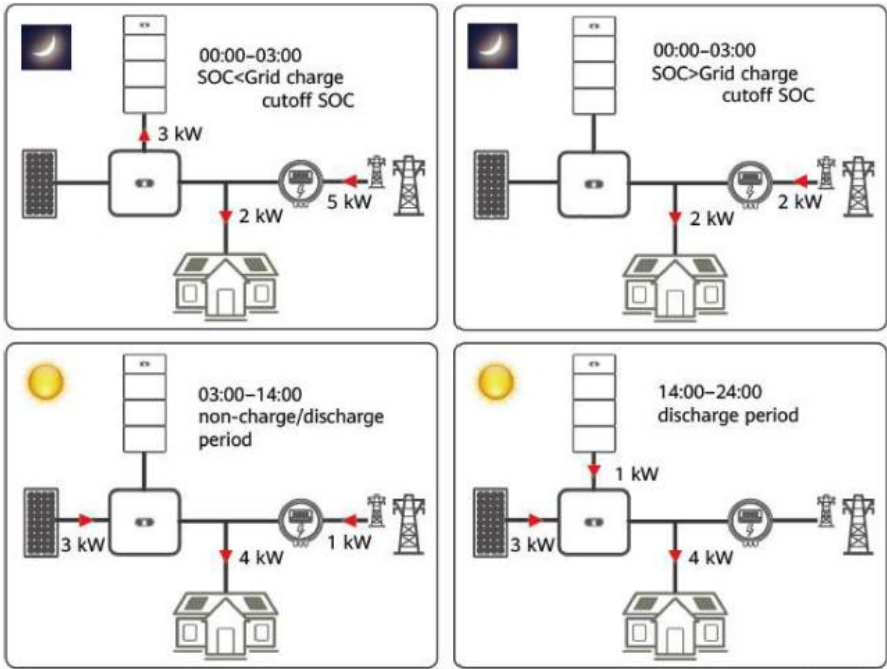 00:00–03:00
SOC<Grid charge
cutoff SOC
3 kW
5 kW
2 kW
00:00–03:00
SOC>Grid charge
cutoff SOC
2 kW
2 kW
03:00–14:00
non-charge/discharge
period
3 kW
1 kW
4 kW
14:00–24:00
discharge period
1 kW
3 kW
4 kW